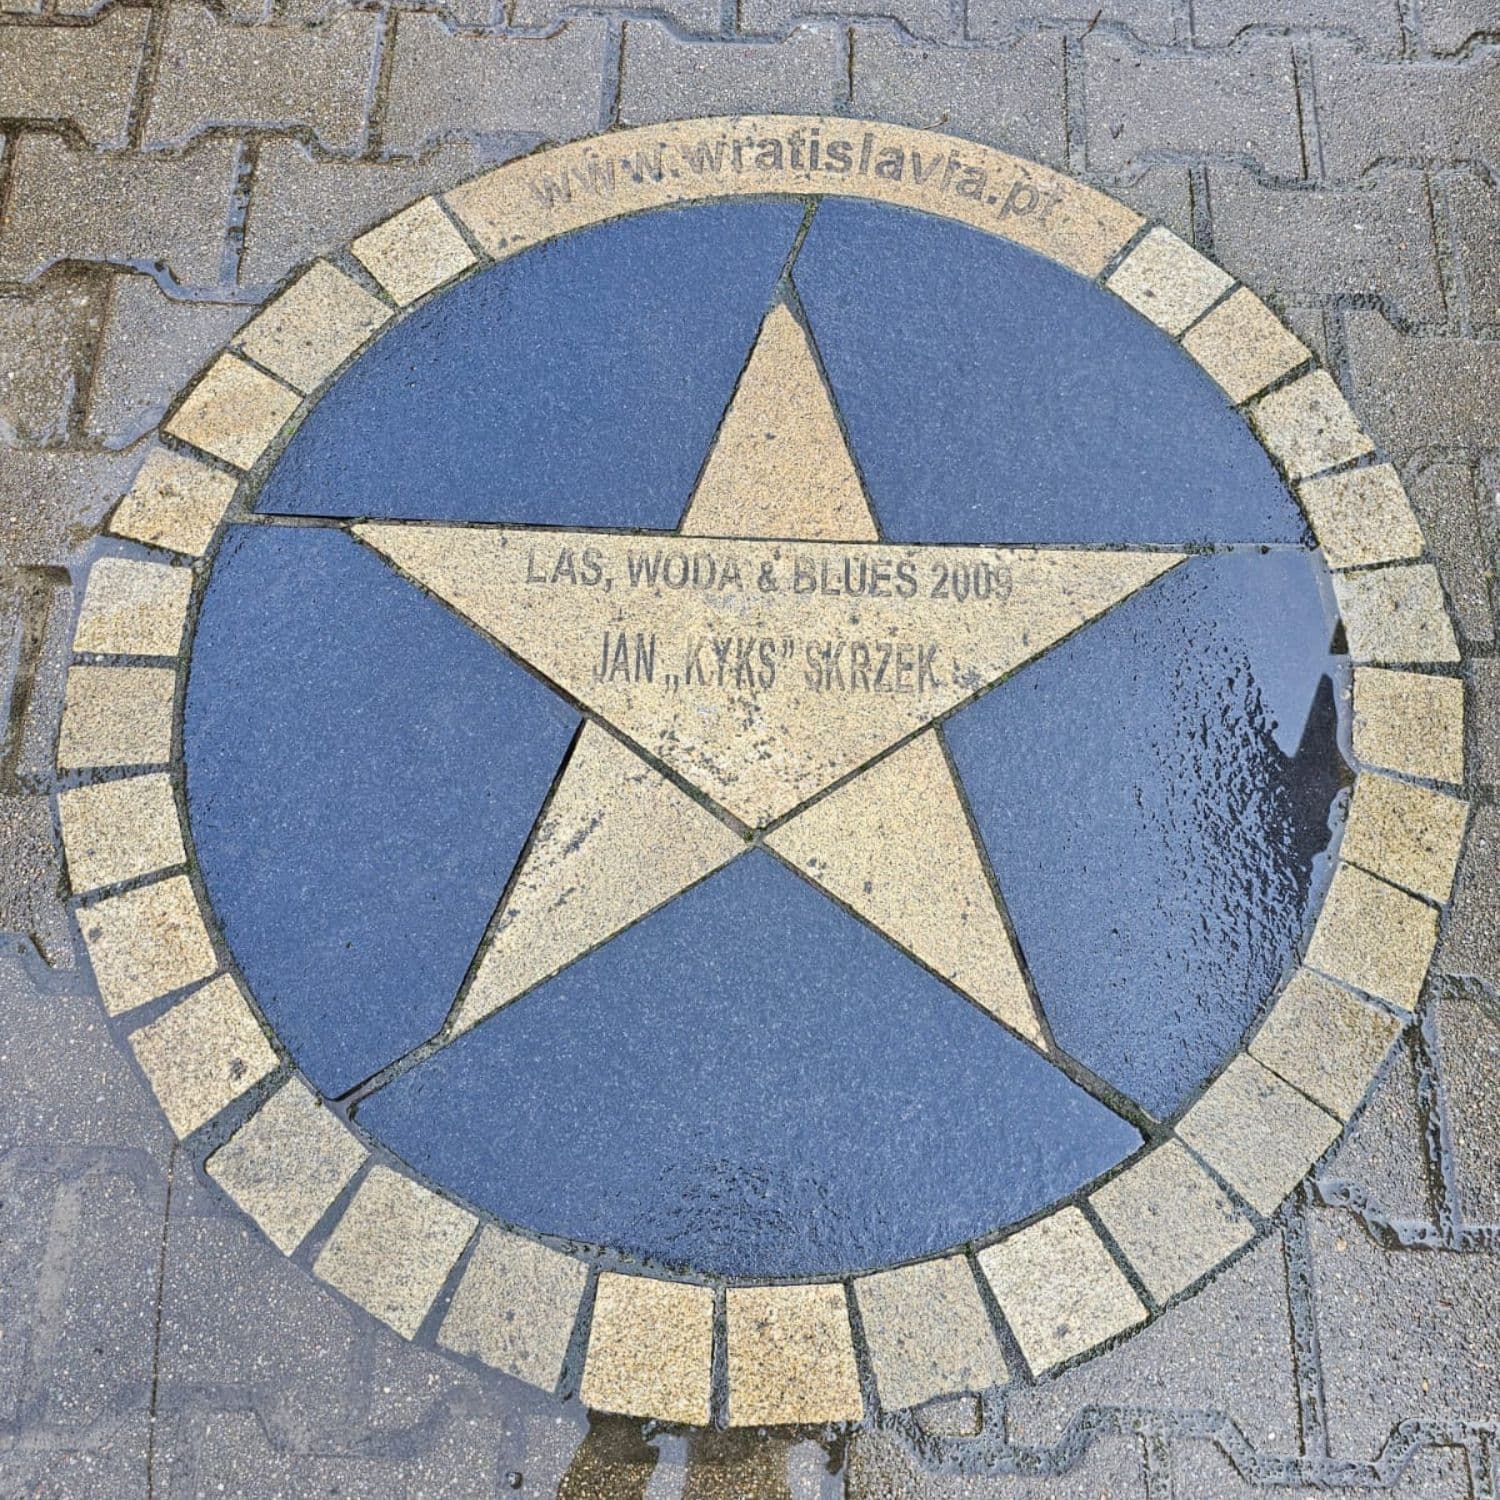 www.wratislavia.pl
LAS, WODA & BLUES 2009
JAN „KYKS” SKRZEK